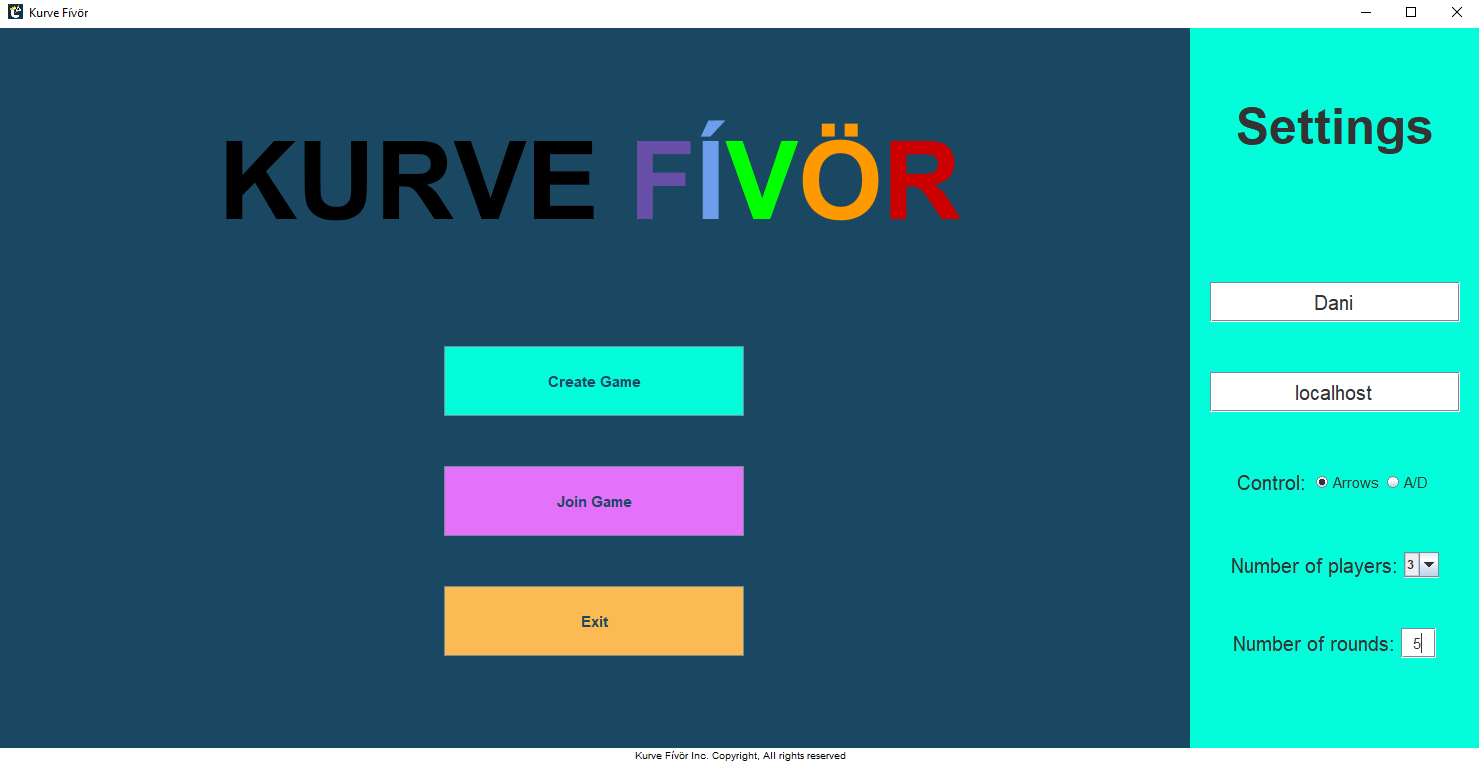 Kurve Fívör
KURVE FÍVÖR
Settings
Dani
localhost
Create Game
Control: Arrows A/D
Join Game
Number of players: 3
Exit
Number of rounds: 5
Kurve Fívör Inc. Copyright, All rights reserved